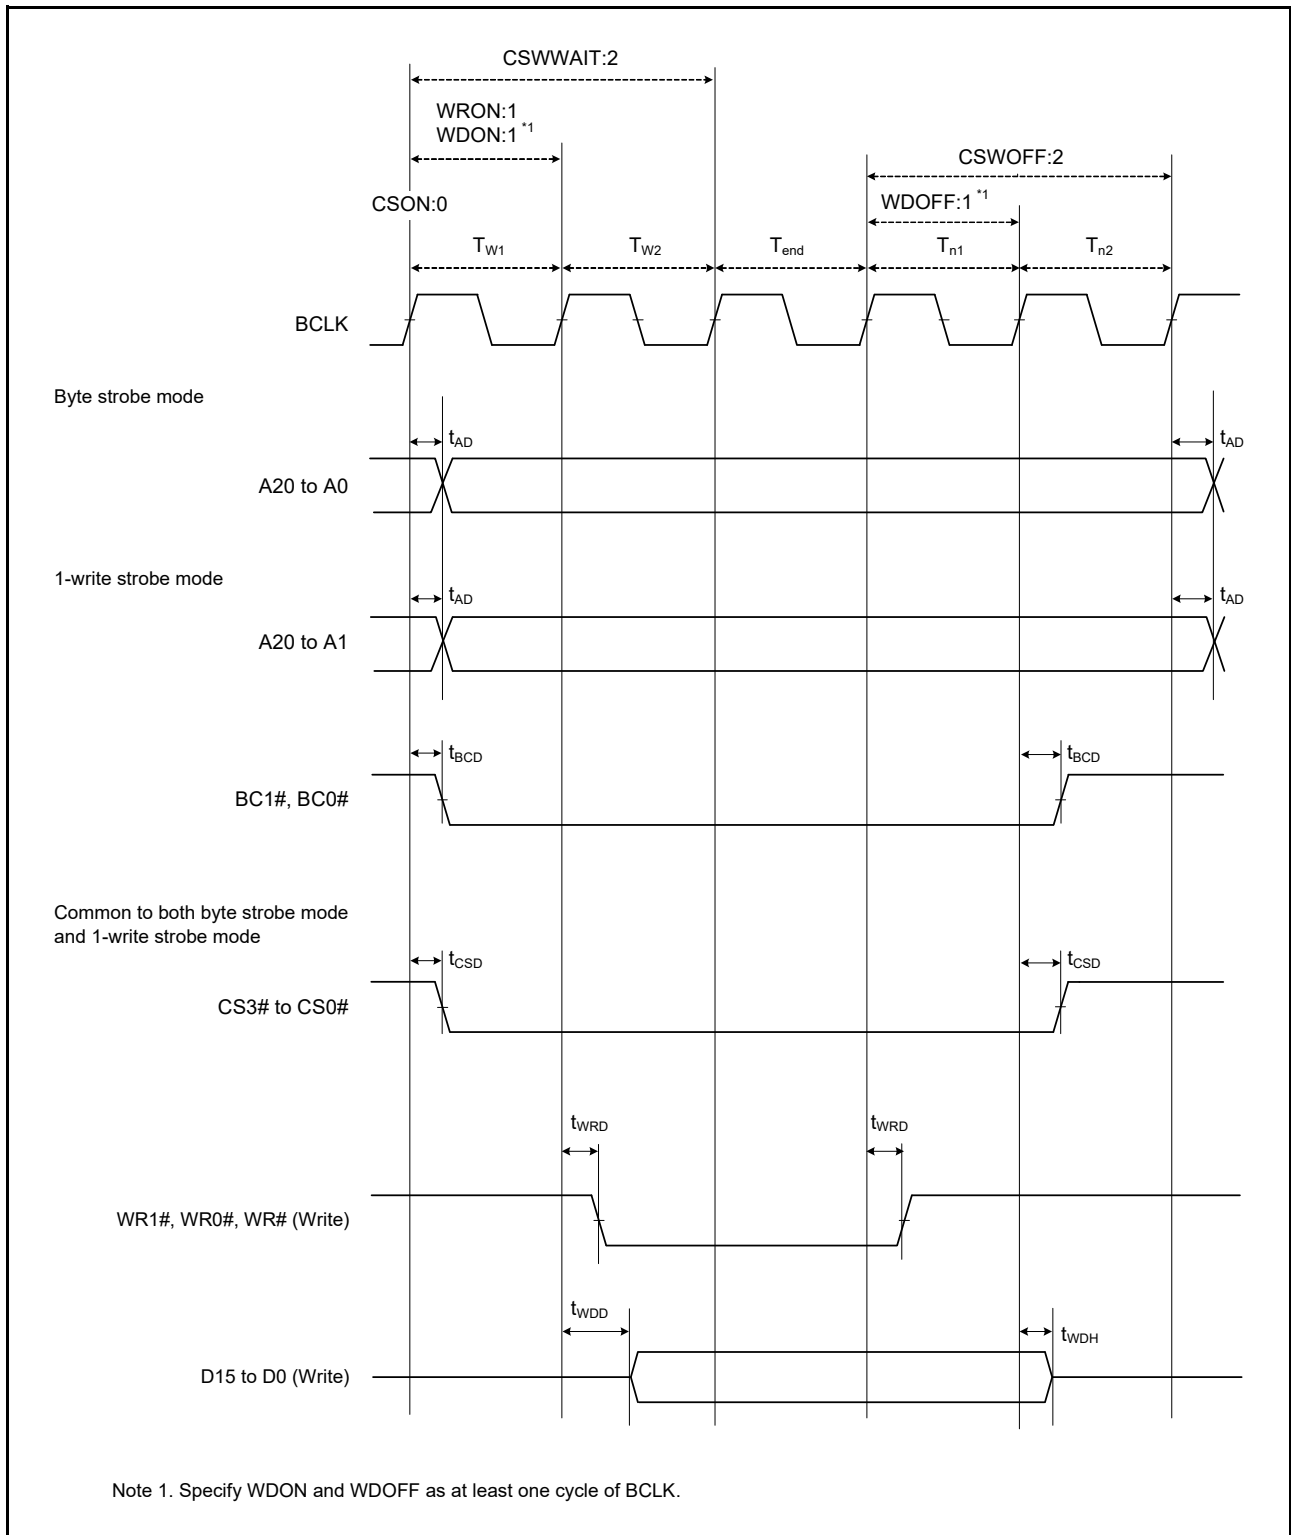 CSWWAIT:2
WRON:1
WDON:1 *1
CSWOFF:2
WDOFF:1 *1
CSON:0
TW1 TW2 Tend Tn1 Tn2
BCLK
Byte strobe mode
tAD tAD
A20 to A0
1-write strobe mode
tAD tAD
A20 to A1
tBCD tBCD
BC1#, BC0#
Common to both byte strobe mode
and 1-write strobe mode
tCSD tCSD
CS3# to CS0#
tWRD tWRD
WR1#, WR0#, WR# (Write)
tWDD tWDH
D15 to D0 (Write)
Note 1. Specify WDON and WDOFF as at least one cycle of BCLK.